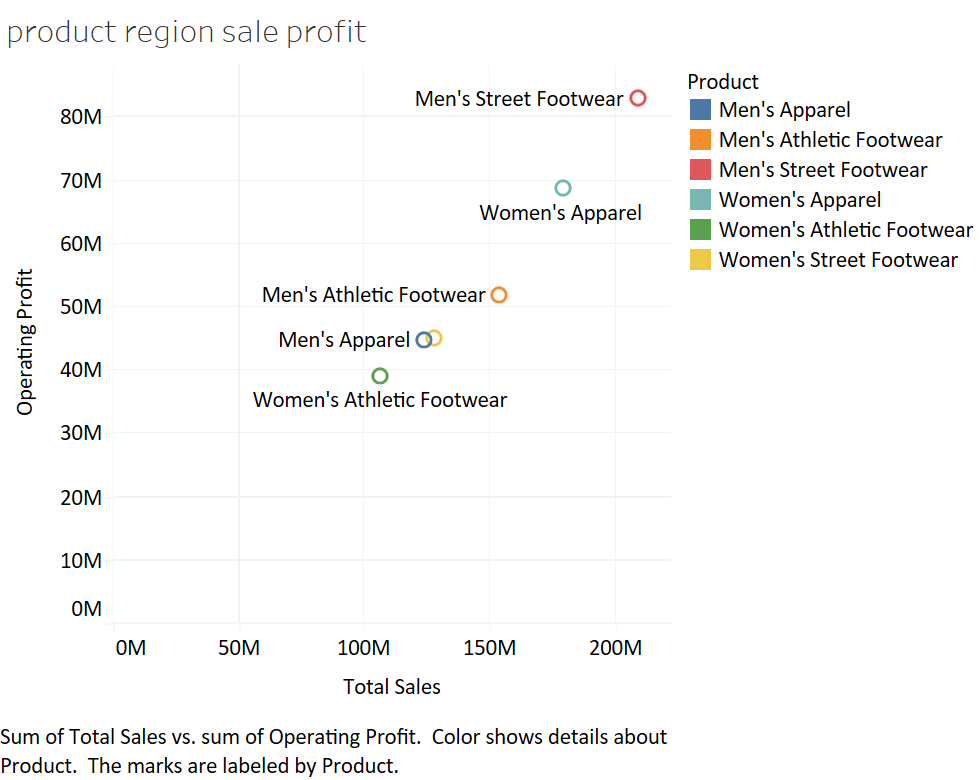 product region sale profit
Product
Men's Apparel
Men's Athletic Footwear
Men's Street Footwear
Women's Apparel
Women's Athletic Footwear
Women's Street Footwear
Operating Profit
80M
70M
60M
50M
40M
30M
20M
10M
0M
Men's Street Footwear
Women's Apparel
Men's Athletic Footwear
Men's Apparel
Women's Athletic Footwear
0M 50M 100M 150M 200M
Total Sales
Sum of Total Sales vs. sum of Operating Profit.  Color shows details about
Product.  The marks are labeled by Product.